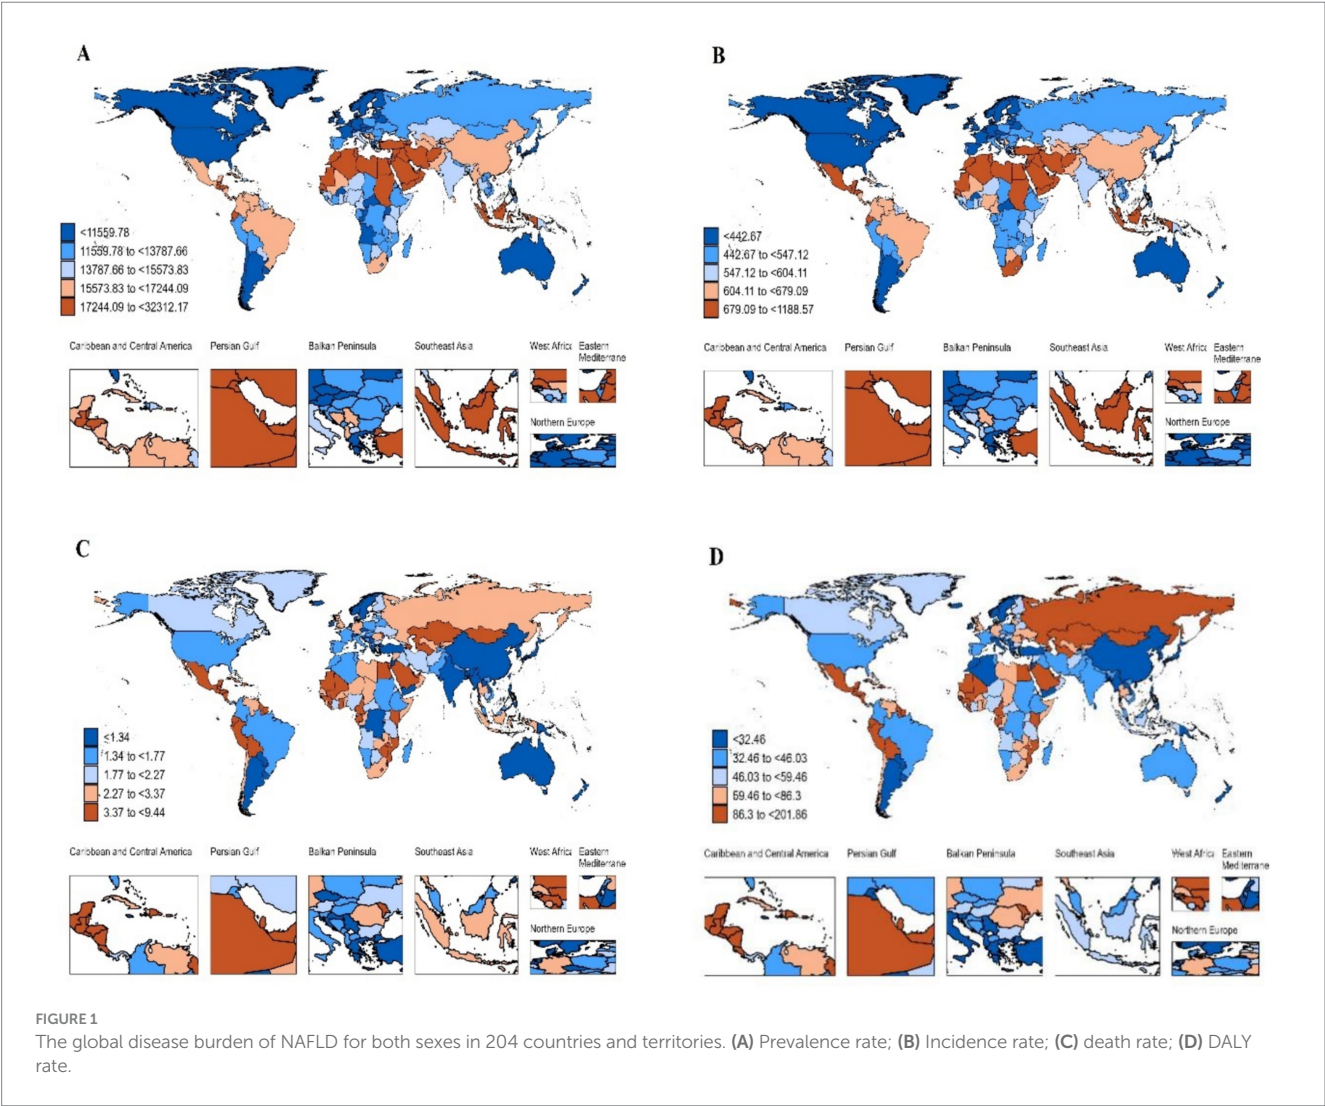 A
<11559.78
11559.78 to <13787.66
13787.66 to <15573.83
15573.83 to <17244.09
17244.09 to <32312.17
Caribbean and Central America
Persian Gulf
Balkan Peninsula
Southeast Asia
West Africa
Eastern
Mediterrane
Northern Europe
B
<442.67
442.67 to <547.12
547.12 to <604.11
604.11 to <679.09
679.09 to <1188.57
Caribbean and Central America
Persian Gulf
Balkan Peninsula
Southeast Asia
West Africa
Eastern
Mediterrane
Northern Europe
C
≤1.34
1.34 to <1.77
1.77 to <2.27
2.27 to <3.37
3.37 to <9.44
Caribbean and Central America
Persian Gulf
Balkan Peninsula
Southeast Asia
West Africa
Eastern
Mediterrane
Northern Europe
D
<32.46
32.46 to <46.03
46.03 to <59.46
59.46 to <86.3
86.3 to <201.86
Caribbean and Central America
Persian Gulf
Balkan Peninsula
Southeast Asia
West Africa
Eastern
Mediterrane
Northern Europe
FIGURE 1
The global disease burden of NAFLD for both sexes in 204 countries and territories. (A) Prevalence rate; (B) Incidence rate; (C) death rate; (D) DALY
rate.